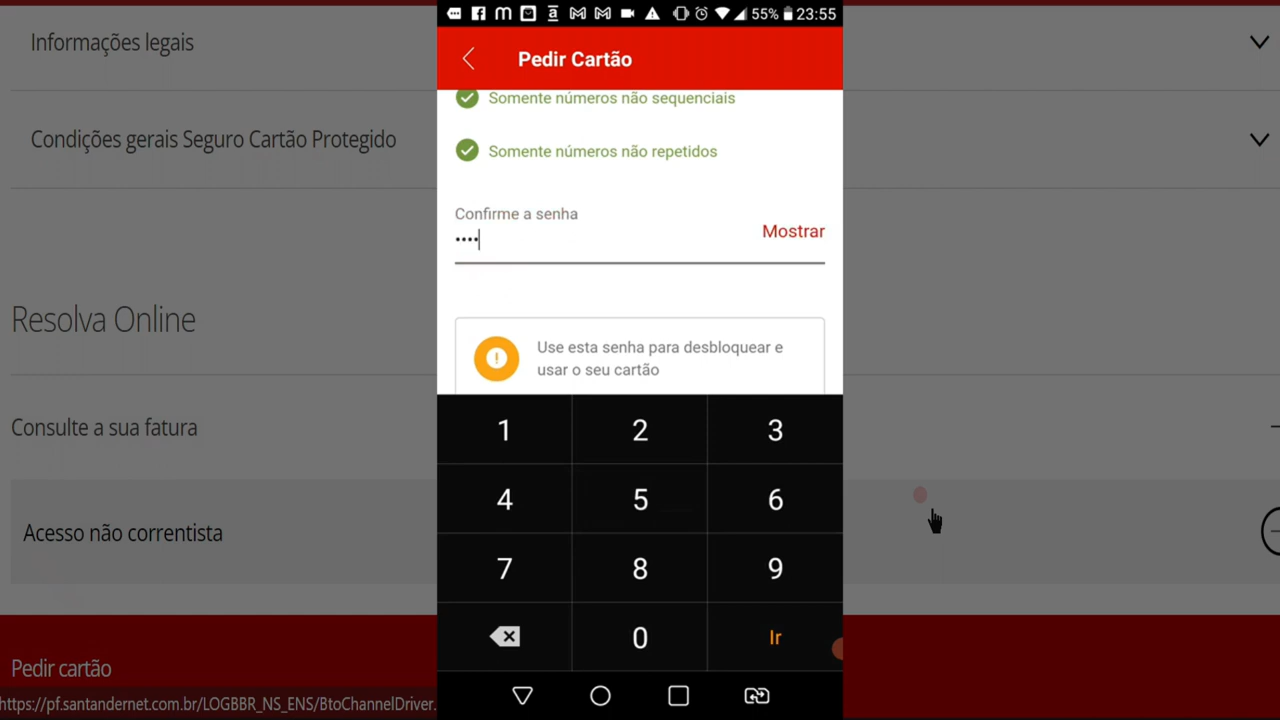 Informações legais
Condições gerais Seguro Cartão Protegido
Resolva Online
Consulte a sua fatura
Acesso não correntista
Pedir cartão
https://pf.santandernet.com.br/LOGBBR_NS_ENS/BtoChannelDriver.
55% 23:55
Pedir Cartão
Somente números não sequenciais
Somente números não repetidos
Confirme a senha
••••
Mostrar
Use esta senha para desbloquear e
usar o seu cartão
1 2 3
4 5 6
7 8 9
0 Ir